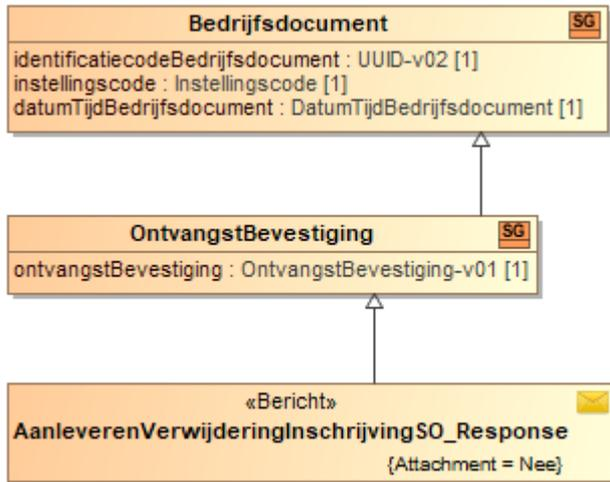 Bedrijfsdocument SG
identificatiecodeBedrijfsdocument : UUID-v02 [1]
instellingscode : Instellingscode [1]
datumTijdBedrijfsdocument : DatumTijdBedrijfsdocument [1]
OntvangstBevestiging SG
ontvangstBevestiging : OntvangstBevestiging-v01 [1]
«Bericht»
AanleverenVerwijderingInschrijvingSO_Response
{Attachment = Nee}